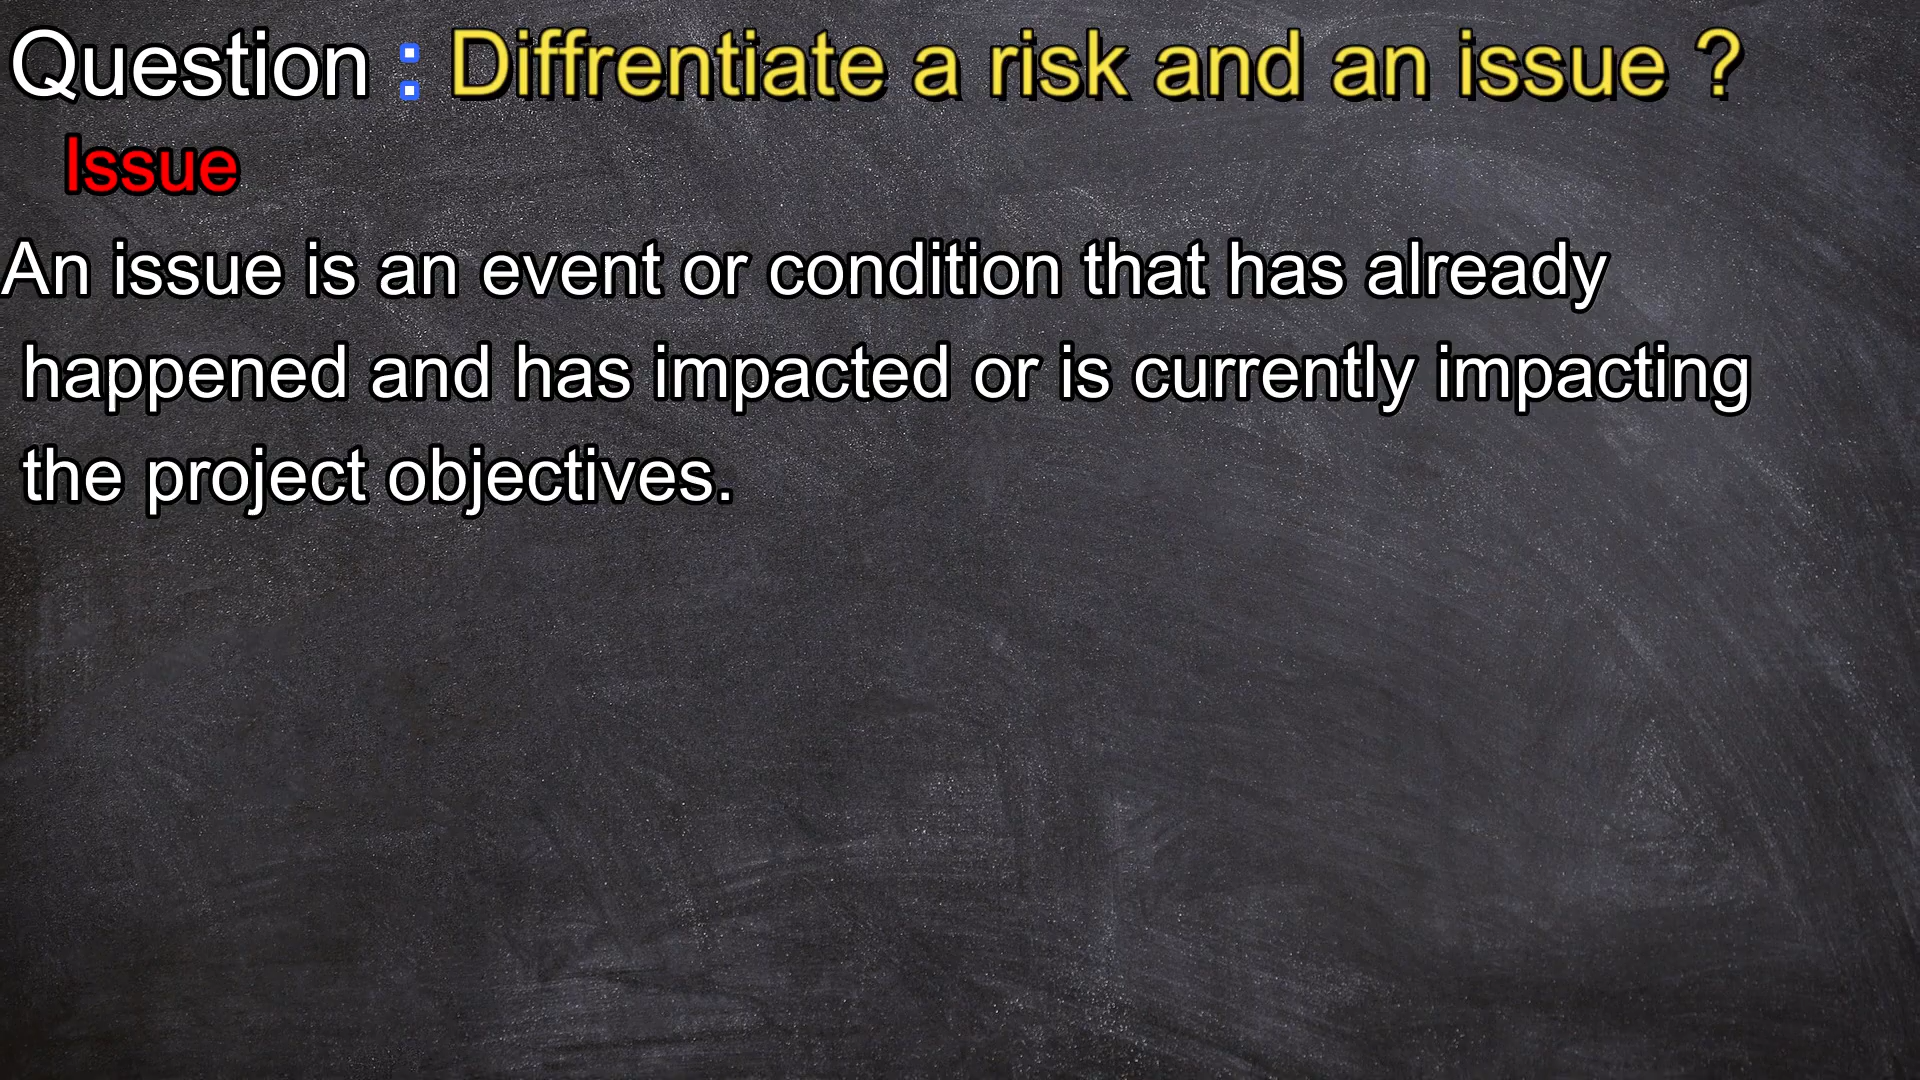 Question : Diffrentiate a risk and an issue ?
Issue
An issue is an event or condition that has already
happened and has impacted or is currently impacting
the project objectives.